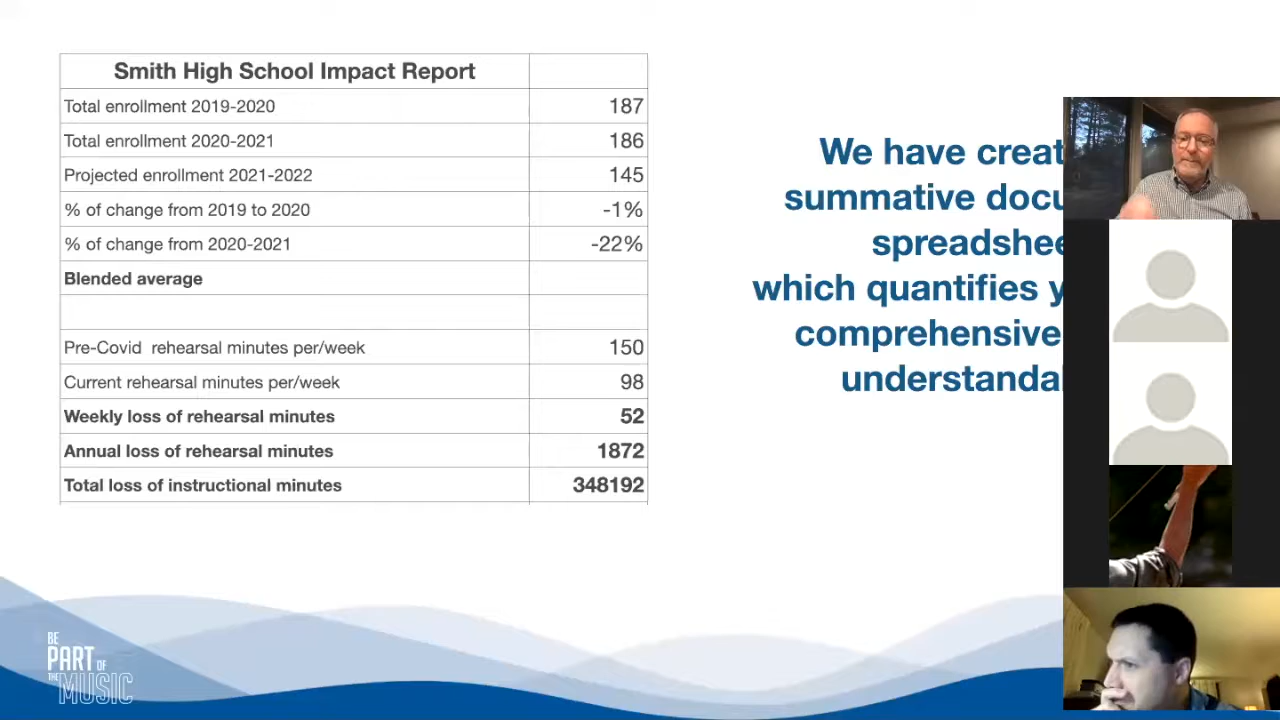 Smith High School Impact Report
Total enrollment 2019-2020 187
Total enrollment 2020-2021 186
Projected enrollment 2021-2022 145
% of change from 2019 to 2020 -1%
% of change from 2020-2021 -22%
Blended average
Pre-Covid rehearsal minutes per/week 150
Current rehearsal minutes per/week 98
Weekly loss of rehearsal minutes 52
Annual loss of rehearsal minutes 1872
Total loss of instructional minutes 348192
We have creat
summative docu
spreadshee
which quantifies y
comprehensive
understanda
BE
PART OF
THE MUSIC